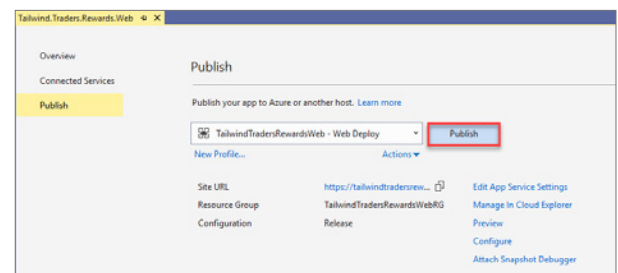 Tailwind.Traders.Rewards.Web
Overview
Connected Services
Publish
Publish
Publish your app to Azure or another host. Learn more
TailwindTradersRewardsWeb - Web Deploy
Publish
New Profile...
Actions
Site URL
https://tailwindtradersrew...
Edit App Service Settings
Resource Group
TailwindTradersRewardsWebRG
Manage in Cloud Explorer
Configuration
Release
Preview
Configure
Attach Snapshot Debugger